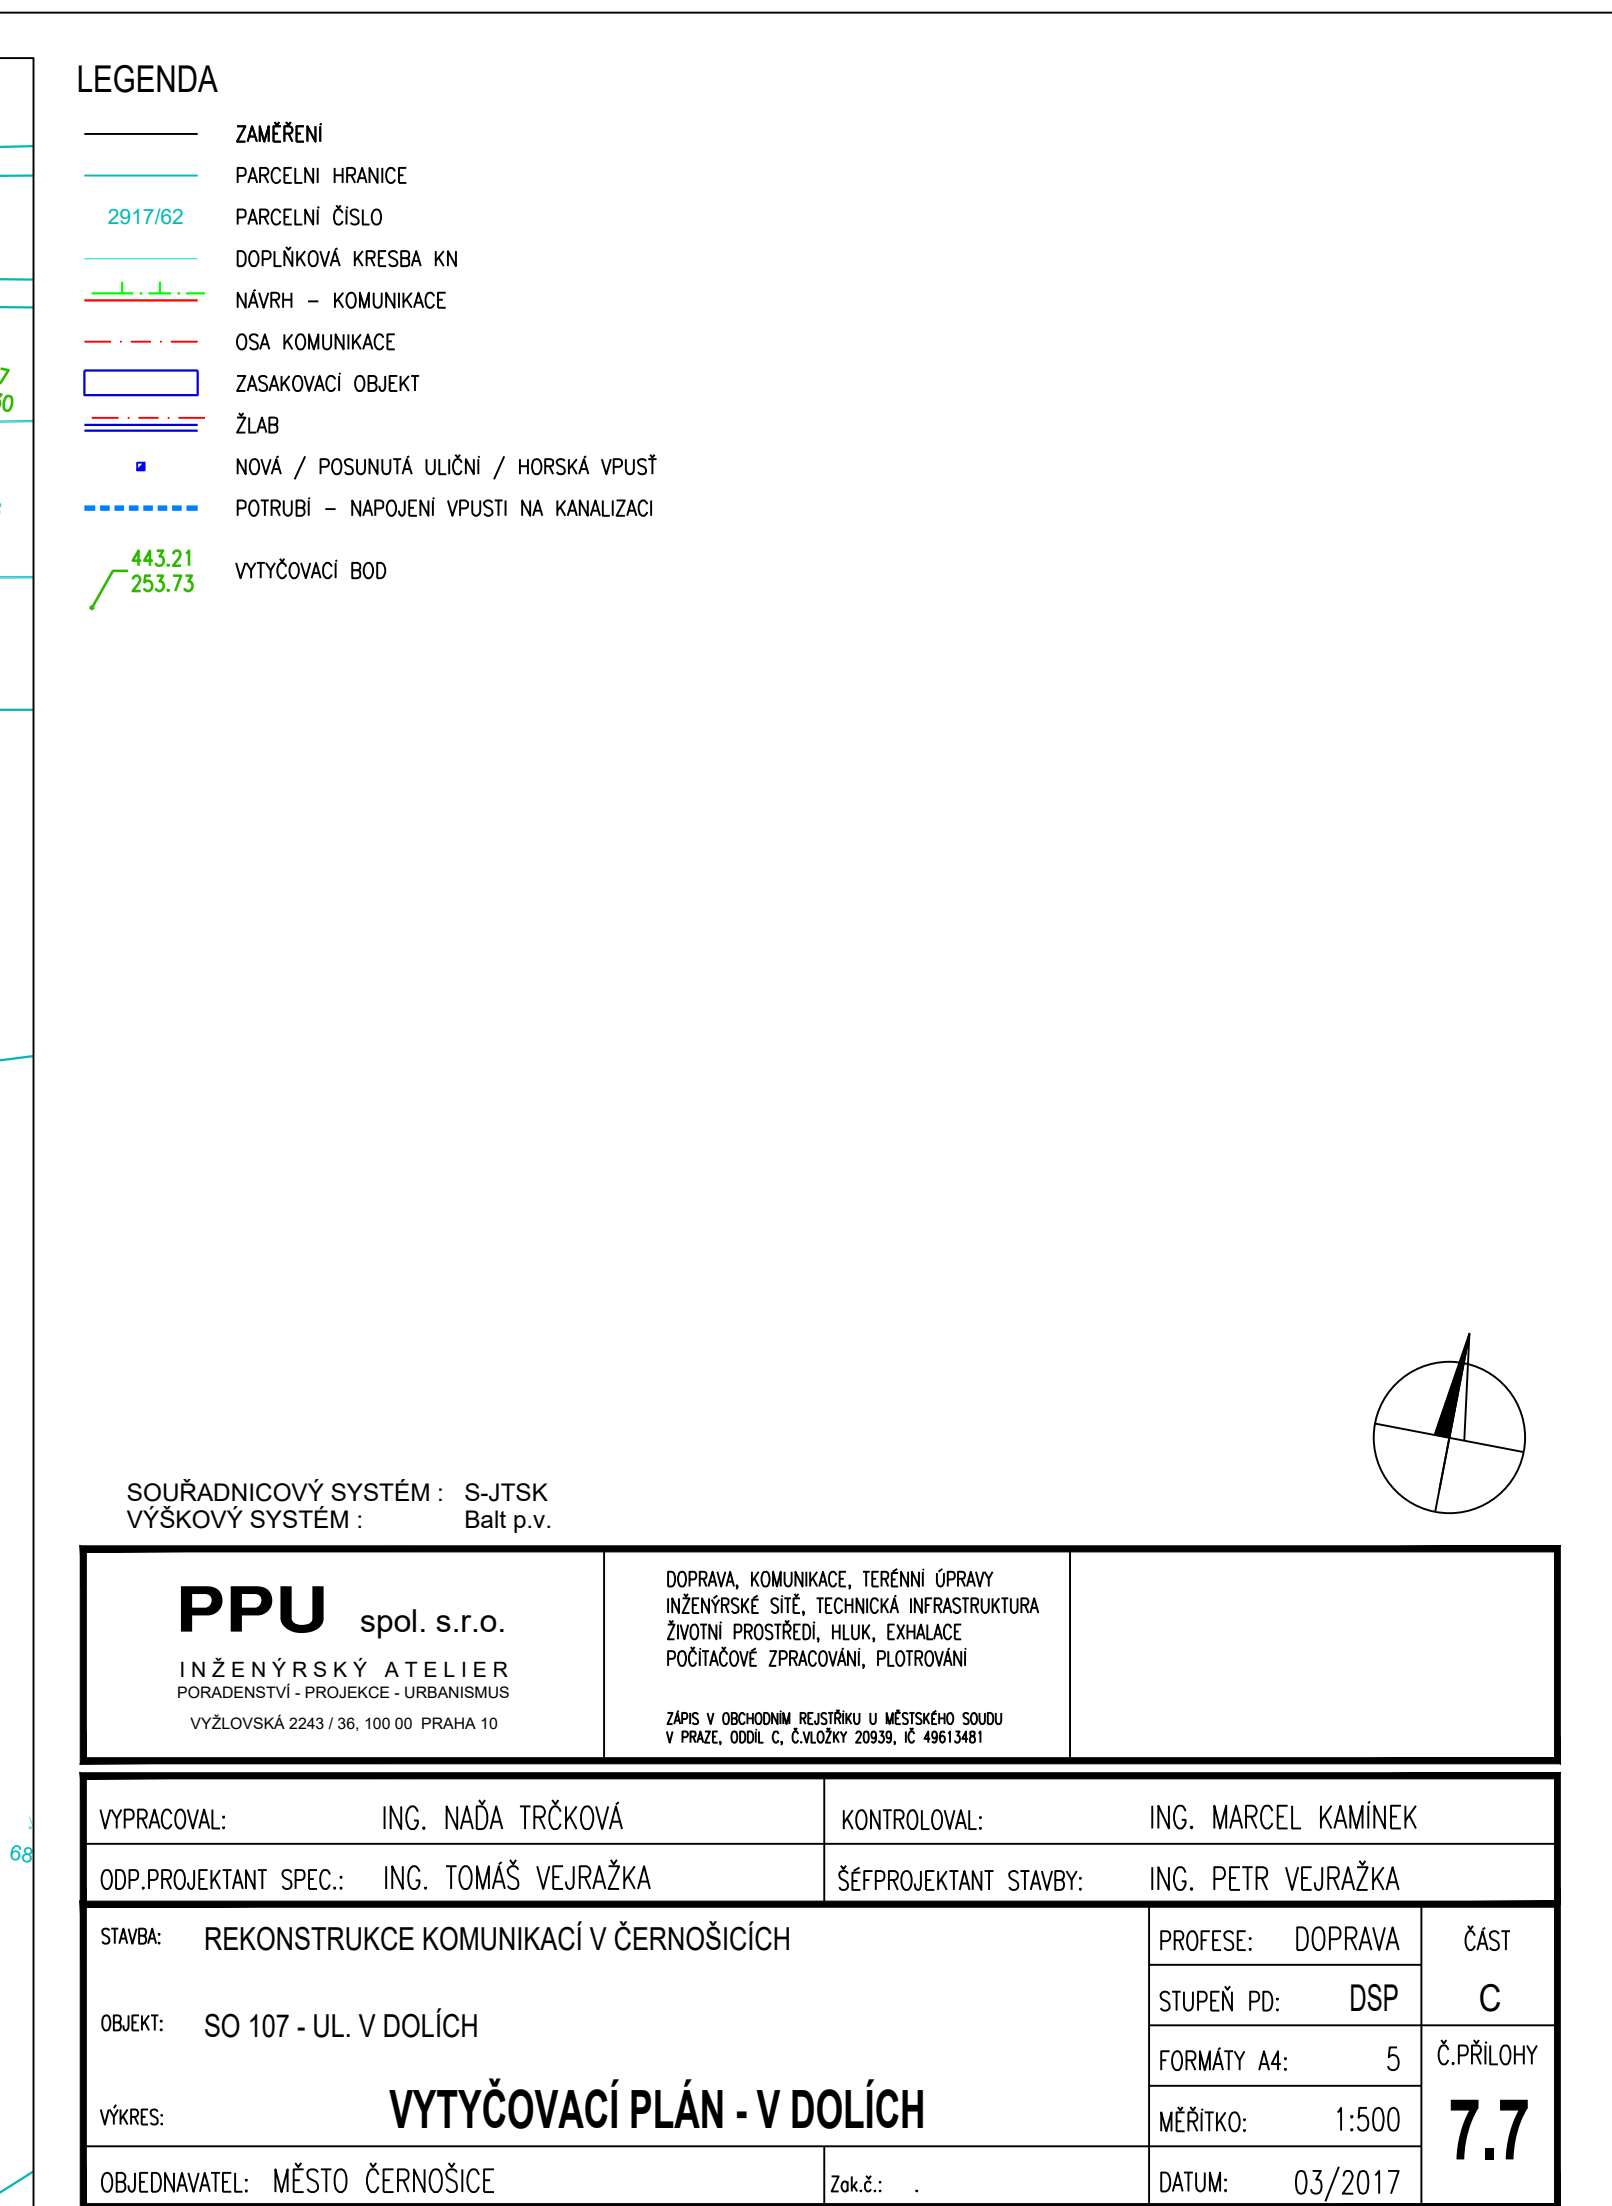 LEGENDA
ZAMĚŘENÍ
PARCELNI HRANICE
2917/62 PARCELNÍ ČÍSLO
DOPLŇKOVÁ KRESBA KN
NÁVRH – KOMUNIKACE
OSA KOMUNIKACE
ZASAKOVACÍ OBJEKT
ŽLAB
NOVÁ / POSUNUTÁ ULIČNÍ / HORSKÁ VPUSŤ
POTRUBÍ – NAPOJENÍ VPUSTI NA KANALIZACI
443.21
253.73
VYTYČOVACÍ BOD
68
SOUŘADNICOVÝ SYSTÉM : S-JTSK
VÝŠKOVÝ SYSTÉM : Balt p.v.
PPU spol. s.r.o.
INŽENÝRSKÝ ATELIER
PORADENSTVÍ - PROJEKCE - URBANISMUS
VYŽLOVSKÁ 2243 / 36, 100 00 PRAHA 10
DOPRAVA, KOMUNIKACE, TERÉNNÍ ÚPRAVY
INŽENÝRSKÉ SÍTĚ, TECHNICKÁ INFRASTRUKTURA
ŽIVOTNÍ PROSTŘEDÍ, HLUK, EXHALACE
POČÍTAČOVÉ ZPRACOVÁNÍ, PLOTROVÁNÍ
ZÁPIS V OBCHODNÍM REJSTŘÍKU U MĚSTSKÉHO SOUDU
V PRAZE, ODDÍL C, Č.VLOŽKY 20939, IČ 49613481
VYPRACOVAL: ING. NAĎA TRČKOVÁ
KONTROLOVAL: ING. MARCEL KAMÍNEK
ODP.PROJEKTANT SPEC.: ING. TOMÁŠ VEJRAŽKA
ŠÉFPROJEKTANT STAVBY: ING. PETR VEJRAŽKA
STAVBA: REKONSTRUKCE KOMUNIKACÍ V ČERNOŠICÍCH
OBJEKT: SO 107 - UL. V DOLÍCH
VÝKRES: VYTYČOVACÍ PLÁN - V DOLÍCH
OBJEDNAVATEL: MĚSTO ČERNOŠICE
Zak.č.: .
PROFESE: DOPRAVA
STUPEŇ PD: DSP
FORMÁTY A4: 5
MĚŘÍTKO: 1:500
DATUM: 03/2017
ČÁST
C
Č.PŘÍLOHY
7.7